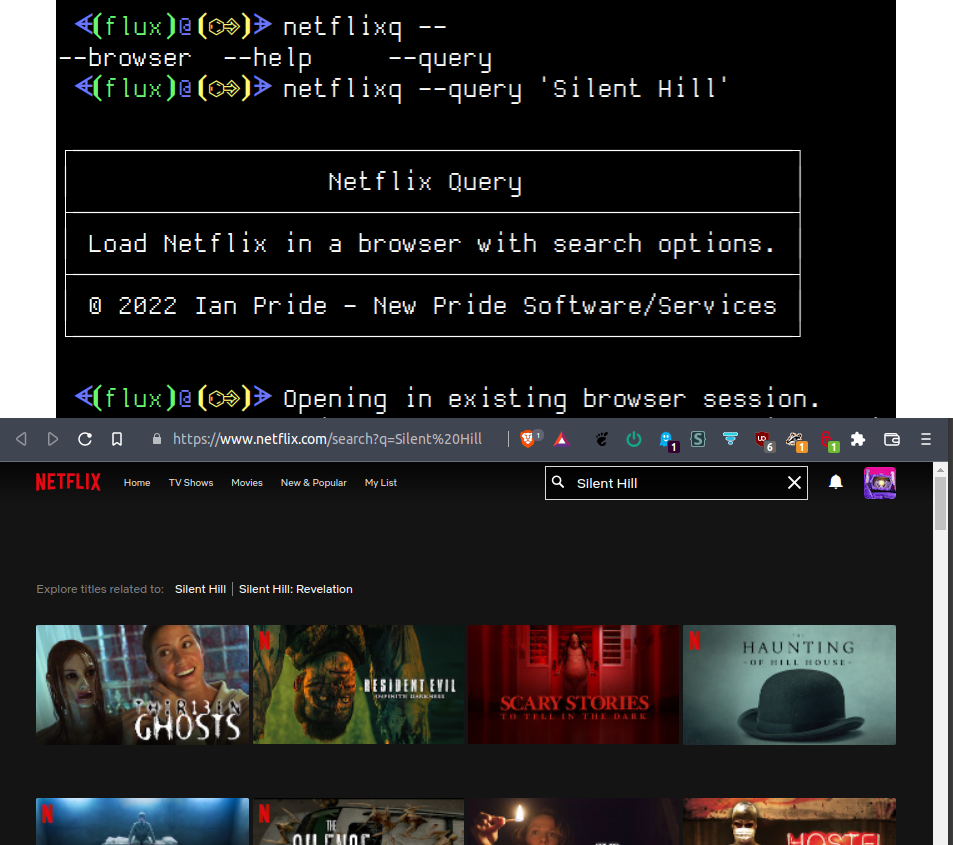 (flux)@(⌬⎆) netflixq --
--browser --help --query
(flux)@(⌬⎆) netflixq --query 'Silent Hill'
Netflix Query
Load Netflix in a browser with search options.
@ 2022 Ian Pride - New Pride Software/Services
(flux)@(⌬⎆) Opening in existing browser session.
https://www.netflix.com/search?q=Silent%20Hill
1
1
S
UD
6
1
1
NETFLIX
Home TV Shows Movies New & Popular My List
Silent Hill
Explore titles related to: Silent Hill | Silent Hill: Revelation
THIR13EN
GHOSTS
N
RESIDENT EVIL
INFINITE DARKNESS
SCARY STORIES
TO TELL IN THE DARK
N
THE
HAUNTING
-OF HILL HOUSE-
N
N
THE
SILENCE
HOSTEL